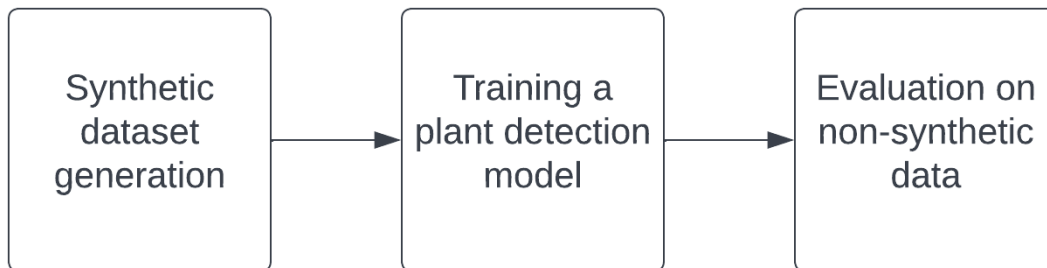 Synthetic
dataset
generation
Training a
plant detection
model
Evaluation on
non-synthetic
data